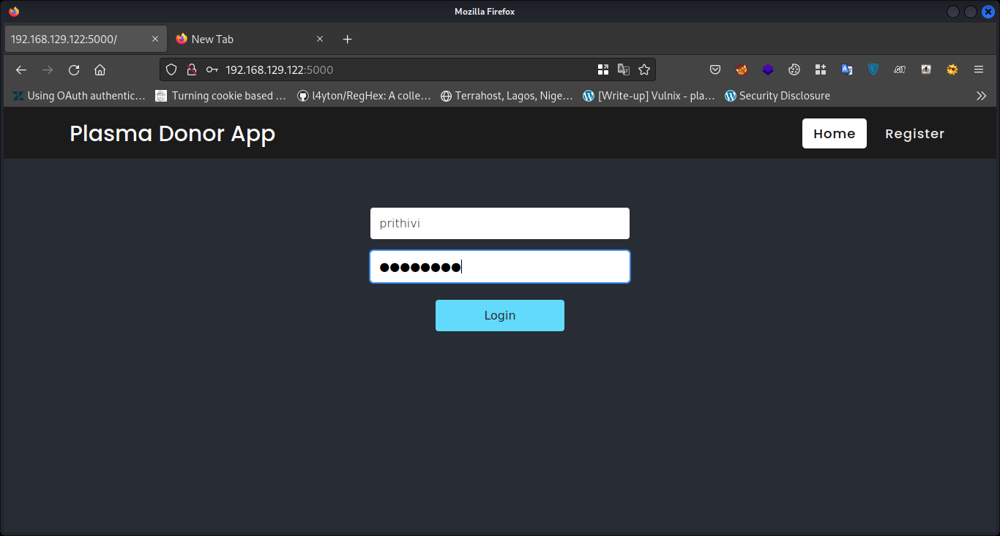 Mozilla Firefox
192.168.129.122:5000/ New Tab
192.168.129.122:5000 .GIT
Using OAuth authentic… Turning cookie based … l4yton/RegHex: A colle… Terrahost, Lagos, Nige… [Write-up] Vulnix - pla… Security Disclosure
Plasma Donor App Home Register
prithivi
●●●●●●●●
Login